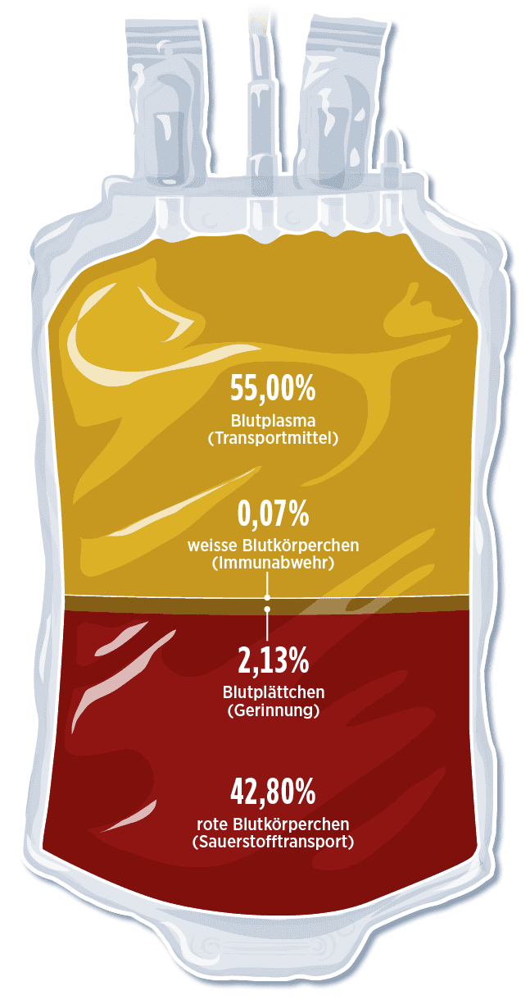 55,00%
Blutplasma
(Transportmittel)
0,07%
weisse Blutkörperchen
(Immunabwehr)
2,13%
Blutplättchen
(Gerinnung)
42,80%
rote Blutkörperchen
(Sauerstofftransport)